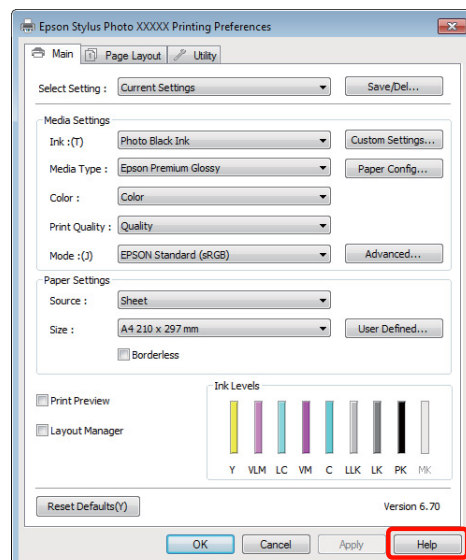 Epson Stylus Photo XXXXX Printing Preferences
Main Page Layout Utility
Select Setting : Current Settings Save/Del...
Media Settings
Ink :(T) Photo Black Ink Custom Settings...
Media Type : Epson Premium Glossy Paper Config...
Color : Color
Print Quality : Quality
Mode :(J) EPSON Standard (sRGB) Advanced...
Paper Settings
Source : Sheet
Size : A4 210 x 297 mm User Defined...
Borderless
Ink Levels
Print Preview
Layout Manager
Y VLM LC VM C LLK LK PK MK
Reset Defaults(Y) Version 6.70
OK Cancel Apply Help